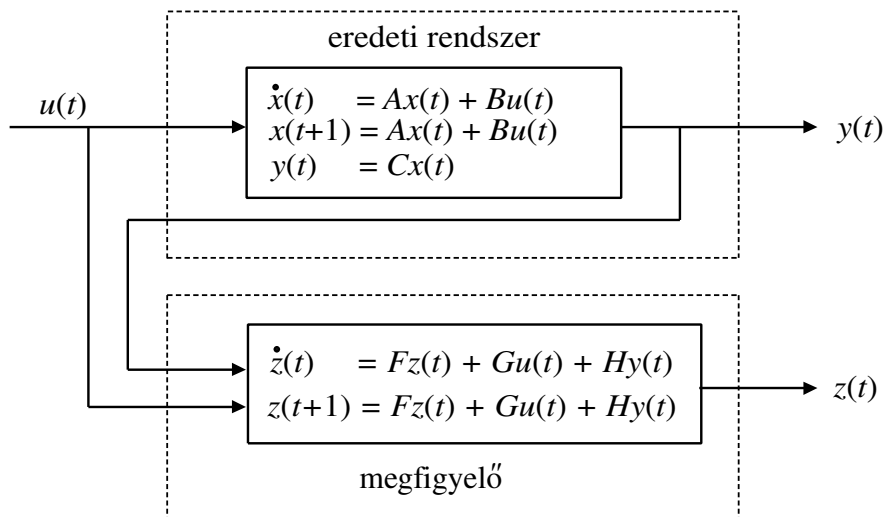 eredeti rendszer
u(t)
ẋ(t) = Ax(t) + Bu(t)
x(t+1) = Ax(t) + Bu(t)
y(t) = Cx(t)
y(t)
ż(t) = Fz(t) + Gu(t) + Hy(t)
z(t+1) = Fz(t) + Gu(t) + Hy(t)
z(t)
megfigyelő